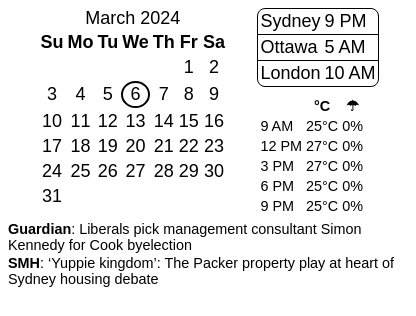 March 2024
Su Mo Tu We Th Fr Sa
1 2
3 4 5 6 7 8 9
10 11 12 13 14 15 16
17 18 19 20 21 22 23
24 25 26 27 28 29 30
31
Sydney 9 PM
Ottawa 5 AM
London 10 AM
°C ☂
9 AM 25°C 0%
12 PM 27°C 0%
3 PM 27°C 0%
6 PM 25°C 0%
9 PM 25°C 0%
Guardian: Liberals pick management consultant Simon
Kennedy for Cook byelection
SMH: ‘Yuppie kingdom’: The Packer property play at heart of
Sydney housing debate